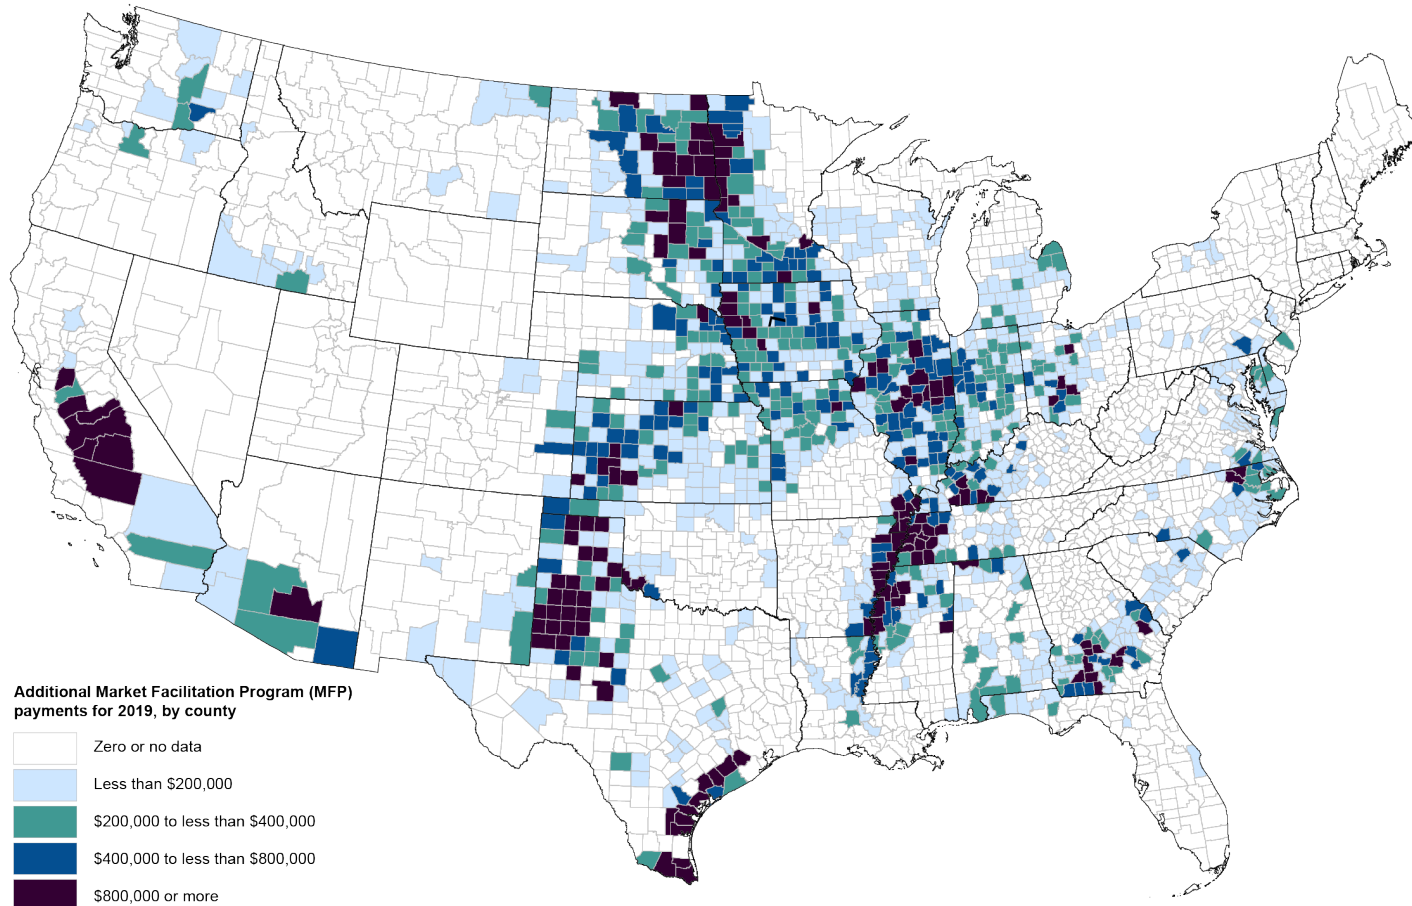 Additional Market Facilitation Program (MFP)
payments for 2019, by county
Zero or no data
Less than $200,000
$200,000 to less than $400,000
$400,000 to less than $800,000
$800,000 or more